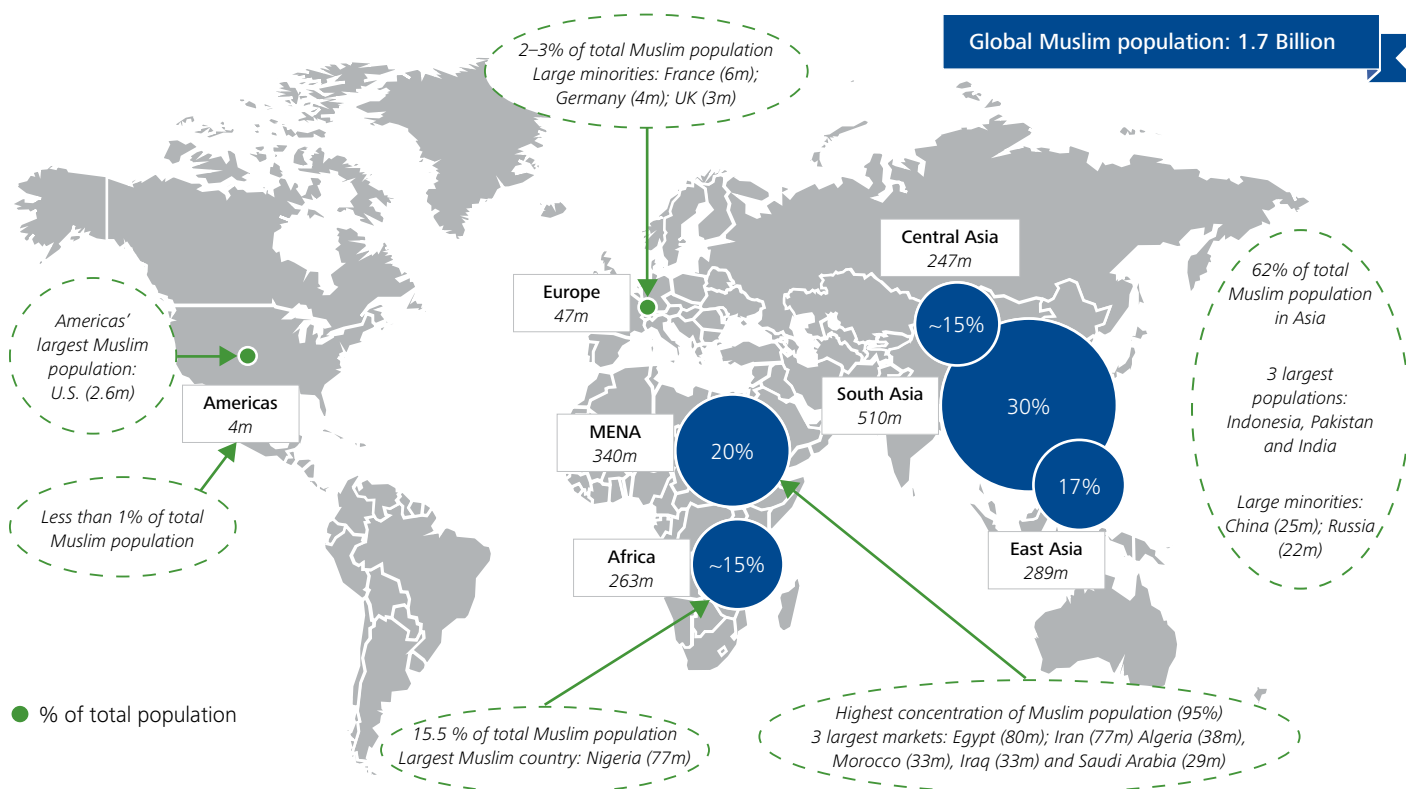 Global Muslim population: 1.7 Billion
2–3% of total Muslim population
Large minorities: France (6m);
Germany (4m); UK (3m)
Central Asia
247m
62% of total
Muslim population
in Asia
3 largest
populations:
Indonesia, Pakistan
and India
Large minorities:
China (25m); Russia
(22m)
Europe
47m
~15%
Americas’
largest Muslim
population:
U.S. (2.6m)
Americas
4m
South Asia
510m
30%
MENA
340m
20%
17%
Less than 1% of total
Muslim population
East Asia
289m
Africa
263m
~15%
% of total population
15.5 % of total Muslim population
Largest Muslim country: Nigeria (77m)
Highest concentration of Muslim population (95%)
3 largest markets: Egypt (80m); Iran (77m) Algeria (38m),
Morocco (33m), Iraq (33m) and Saudi Arabia (29m)